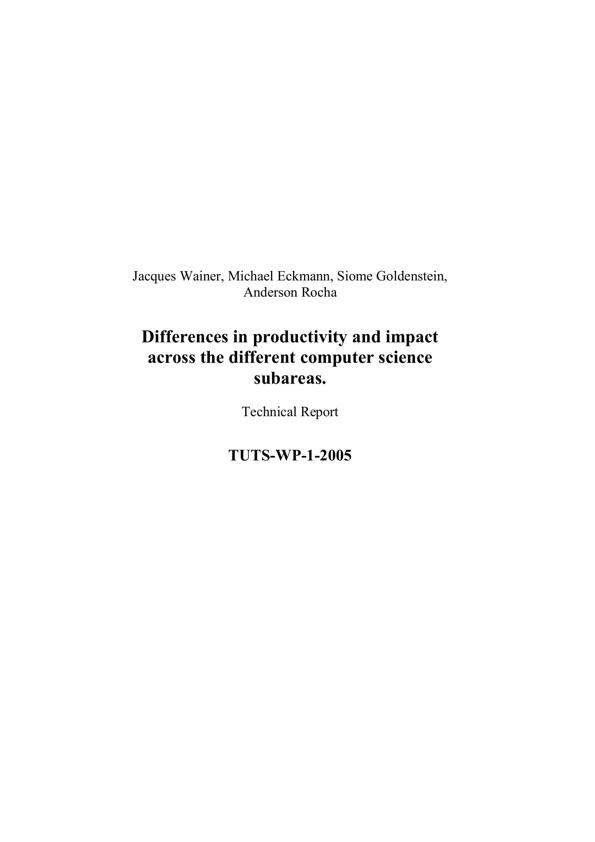 Jacques Wainer, Michael Eckmann, Siome Goldenstein,
Anderson Rocha
Differences in productivity and impact
across the different computer science
subareas.
Technical Report
TUTS-WP-1-2005